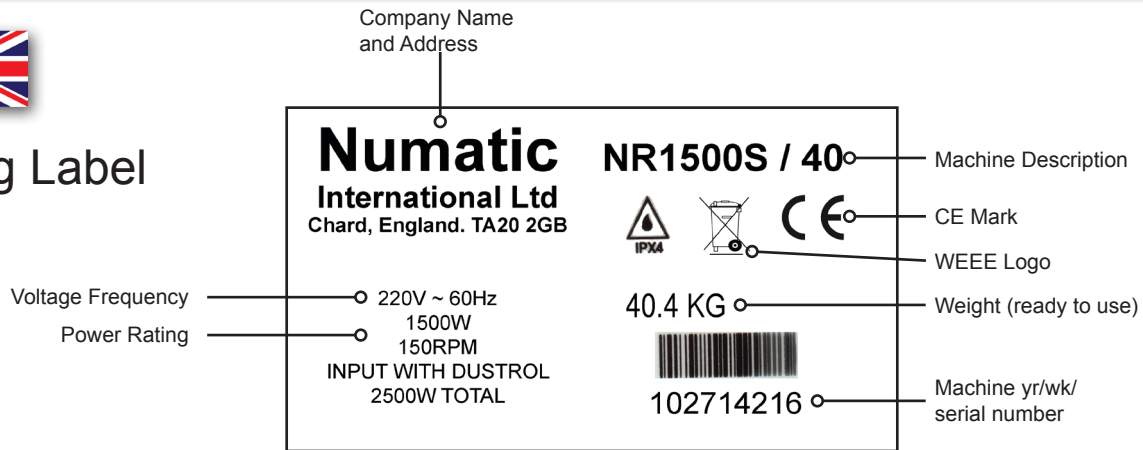 Company Name
and Address
g Label
Numatic
International Ltd
Chard, England. TA20 2GB
NR1500S / 40
IPX4
CE
Machine Description
CE Mark
WEEE Logo
Voltage Frequency
Power Rating
220V ~ 60Hz
1500W
150RPM
INPUT WITH DUSTROL
2500W TOTAL
40.4 KG
Weight (ready to use)
102714216
Machine yr/wk/
serial number